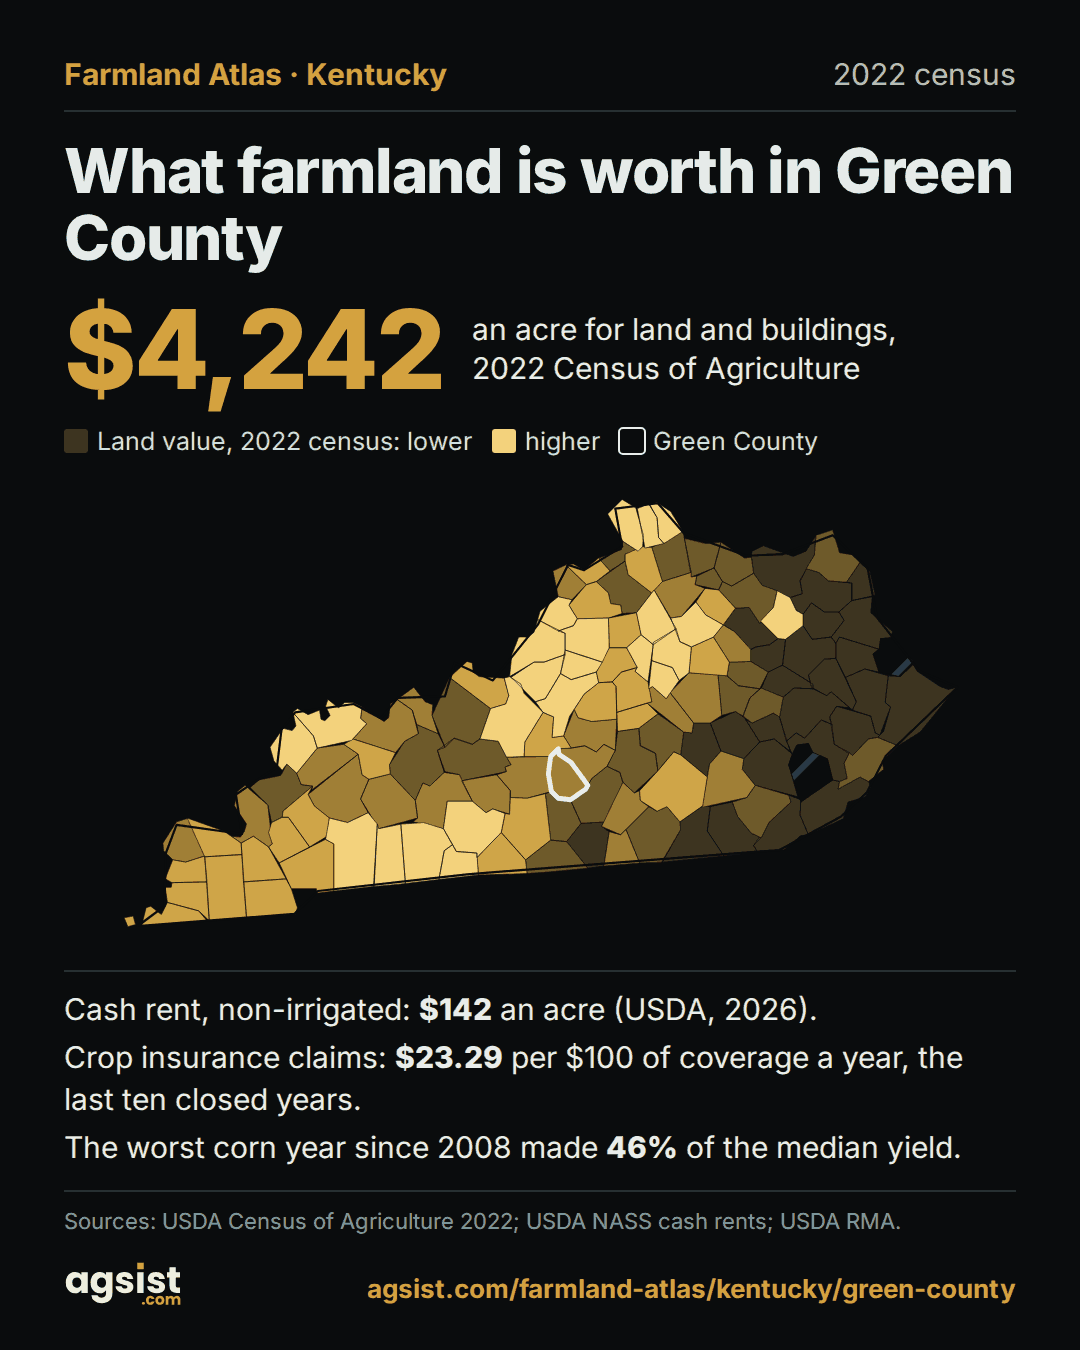 Farmland Atlas · Kentucky
2022 census
What farmland is worth in Green
County
$4,242
an acre for land and buildings,
2022 Census of Agriculture
Land value, 2022 census: lower
higher
Green County
Cash rent, non-irrigated: $142 an acre (USDA, 2026).
Crop insurance claims: $23.29 per $100 of coverage a year, the
last ten closed years.
The worst corn year since 2008 made 46% of the median yield.
Sources: USDA Census of Agriculture 2022; USDA NASS cash rents; USDA RMA.
agsist
.com
agsist.com/farmland-atlas/kentucky/green-county